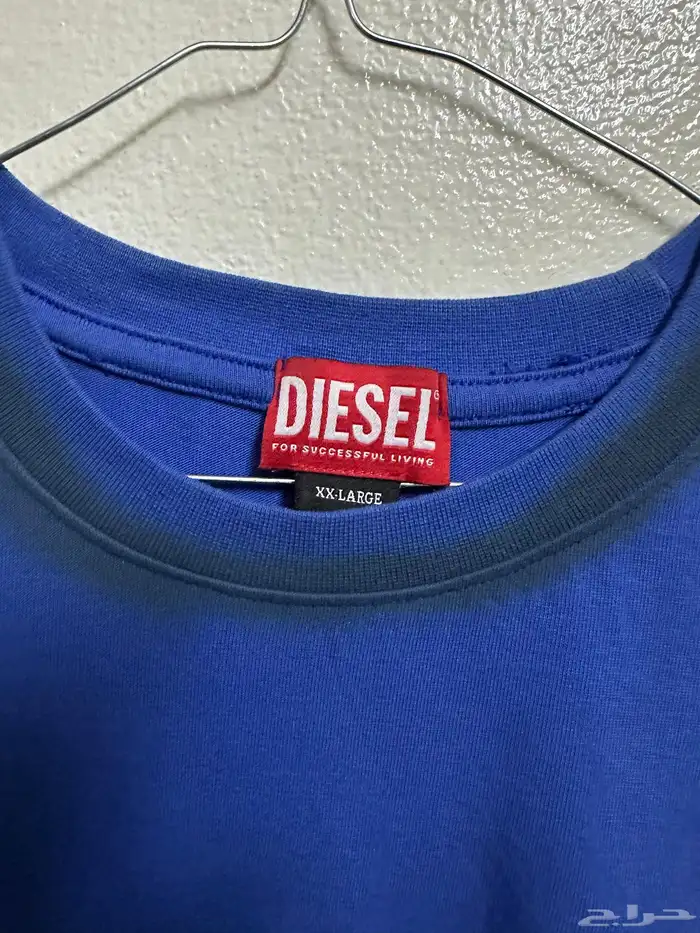 DIESEL
FOR SUCCESSFUL LIVING
XX-LARGE
حراج